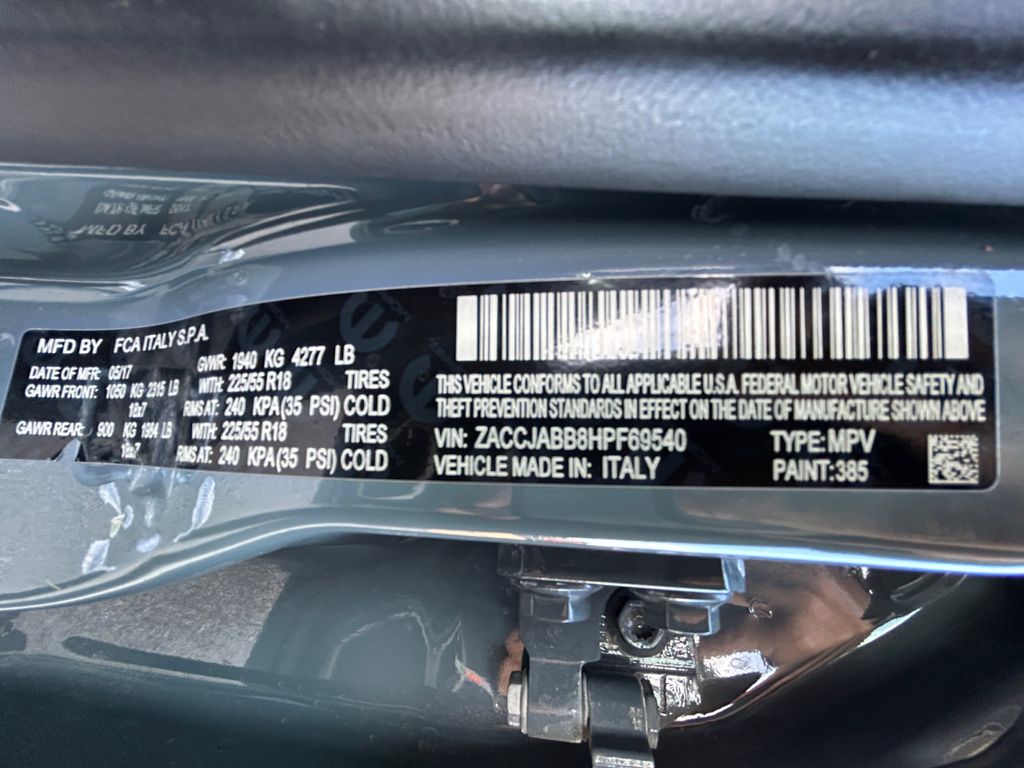 MFD BY FCA ITALY S.P.A.
DATE OF MFR: 05/17 GVWR: 1940 KG 4277 LB
GAWR FRONT: 1050 KG 2315 LB WITH: 225/55 R18 TIRES
18x7 RIMS AT: 240 KPA(35 PSI) COLD
GAWR REAR: 900 KG 1984 LB WITH: 225/55 R18 TIRES
18x7 RIMS AT: 240 KPA(35 PSI) COLD
THIS VEHICLE CONFORMS TO ALL APPLICABLE U.S.A. FEDERAL MOTOR VEHICLE SAFETY AND
THEFT PREVENTION STANDARDS IN EFFECT ON THE DATE OF MANUFACTURE SHOWN ABOVE
VIN: ZACCJABB8HPF69540 TYPE: MPV
VEHICLE MADE IN: ITALY PAINT:385